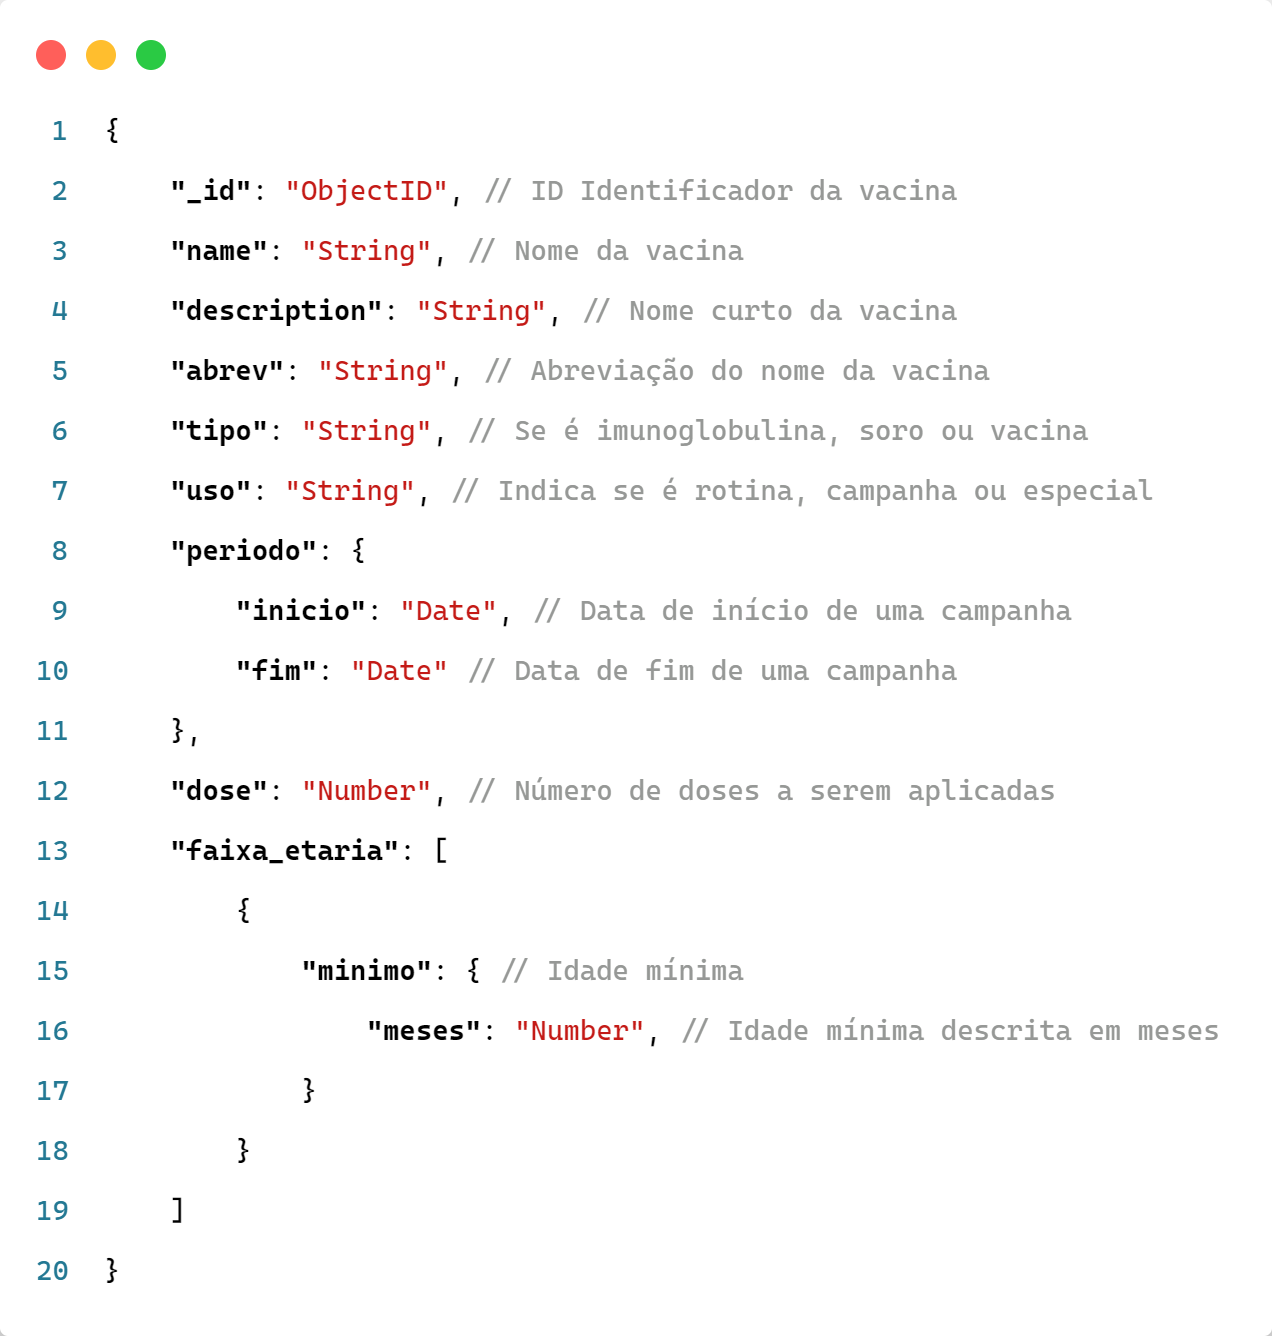 1 {
2     "_id": "ObjectID", // ID Identificador da vacina
3     "name": "String", // Nome da vacina
4     "description": "String", // Nome curto da vacina
5     "abrev": "String", // Abreviação do nome da vacina
6     "tipo": "String", // Se é imunoglobulina, soro ou vacina
7     "uso": "String", // Indica se é rotina, campanha ou especial
8     "periodo": {
9         "inicio": "Date", // Data de início de uma campanha
10         "fim": "Date" // Data de fim de uma campanha
11     },
12     "dose": "Number", // Número de doses a serem aplicadas
13     "faixa_etaria": [
14         {
15             "minimo": { // Idade mínima
16                 "meses": "Number", // Idade mínima descrita em meses
17             }
18         }
19     ]
20 }